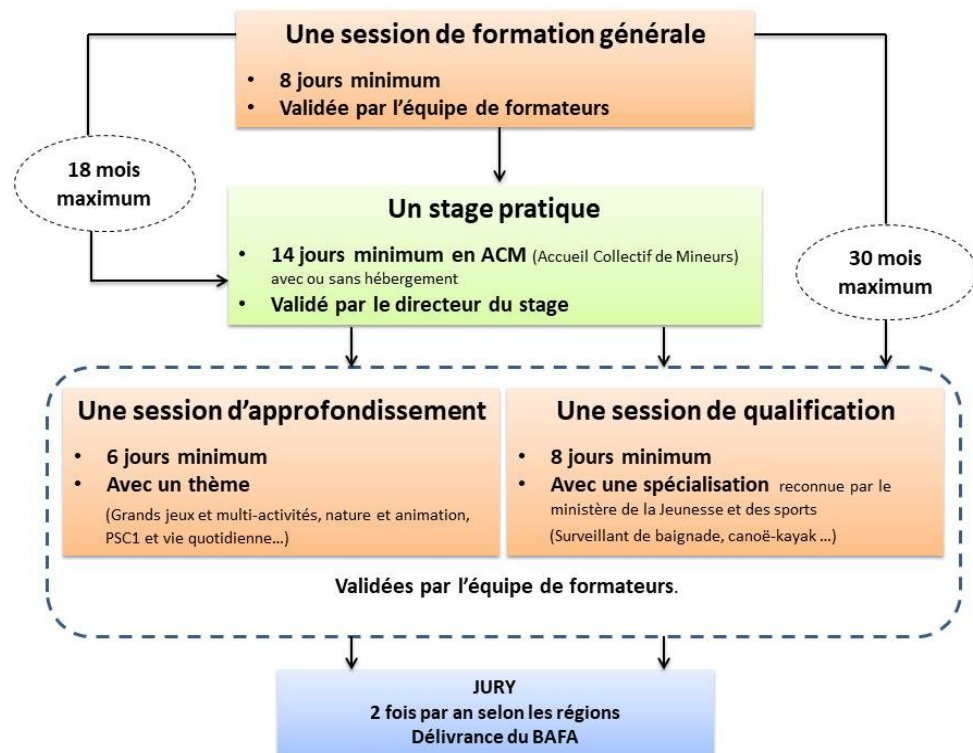 Une session de formation générale
• 8 jours minimum
• Validée par l'équipe de formateurs
18 mois
maximum
Un stage pratique
• 14 jours minimum en ACM (Accueil Collectif de Mineurs)
avec ou sans hébergement
• Validé par le directeur du stage
30 mois
maximum
Une session d'approfondissement
• 6 jours minimum
• Avec un thème
(Grands jeux et multi-activités, nature et animation,
PSC1 et vie quotidienne…)
Une session de qualification
• 8 jours minimum
• Avec une spécialisation reconnue par le
ministère de la Jeunesse et des sports
(Surveillant de baignade, canoë-kayak …)
Validées par l'équipe de formateurs.
JURY
2 fois par an selon les régions
Délivrance du BAFA